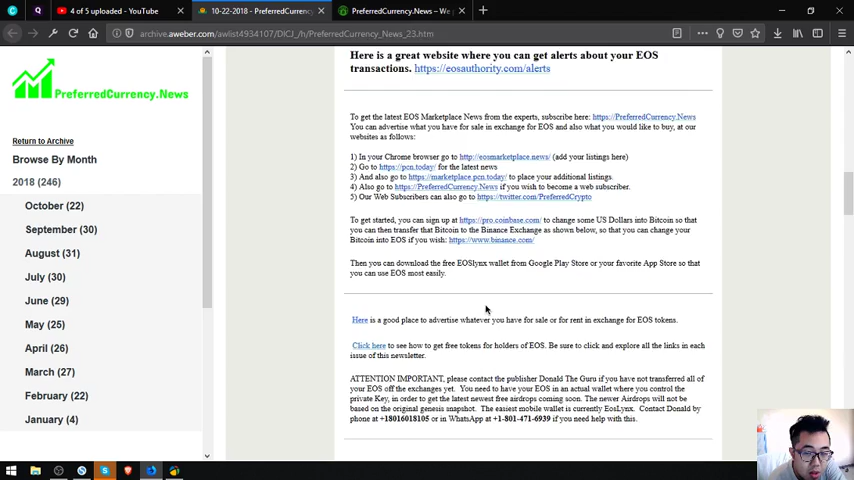 4 of 5 uploaded - YouTube
10-22-2018 - PreferredCurrency.
PreferredCurrency.News – We p
archive.aweber.com/awlist4934107/DICJ_/h/PreferredCurrency_News_23.htm
PreferredCurrency.News
Return to Archive
Browse By Month
2018 (246)
October (22)
September (30)
August (31)
July (30)
June (29)
May (25)
April (26)
March (27)
February (22)
January (4)
Here is a great website where you can get alerts about your EOS
transactions. https://eosauthority.com/alerts
To get the latest EOS Marketplace News from the experts, subscribe here: https://PreferredCurrency.News
You can advertise what you have for sale in exchange for EOS and also what you would like to buy, at our
websites as follows:
1) In your Chrome browser go to http://eosmarketplace.news/ (add your listings here)
2) Go to https://pcn.today/ for the latest news
3) And also go to https://marketplace.pcn.today/ to place your additional listings.
4) Also go to https://PreferredCurrency.News if you wish to become a web subscriber.
5) Our Web Subscribers can also go to https://twitter.com/PreferredCrypto
To get started, you can sign up at https://pro.coinbase.com/ to change some US Dollars into Bitcoin so that
you can then transfer that Bitcoin to the Binance Exchange as shown below, so that you can change your
Bitcoin into EOS if you wish: https://www.binance.com/
Then you can download the free EOSlynx wallet from Google Play Store or your favorite App Store so that
you can use EOS most easily.
Here is a good place to advertise whatever you have for sale or for rent in exchange for EOS tokens.
Click here to see how to get free tokens for holders of EOS. Be sure to click and explore all the links in each
issue of this newsletter.
ATTENTION IMPORTANT, please contact the publisher Donald The Guru if you have not transferred all of
your EOS off the exchanges yet. You need to have your EOS in an actual wallet where you control the
private Key, in order to get the latest newest free airdrops coming soon. The newer Airdrops will not be
based on the original genesis snapshot. The easiest mobile wallet is currently EosLynx. Contact Donald by
phone at +18016018105 or in WhatsApp at +1-801-471-6939 if you need help with this.